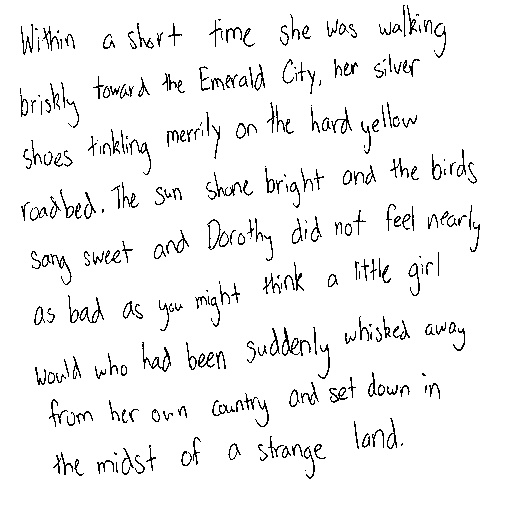 Within a short time she was walking
briskly toward the Emerald City, her silver
shoes tinkling merrily on the hard yellow
roadbed. The sun shone bright and the birds
sang sweet and Dorothy did not feel nearly
as bad as you might think a little girl
would who had been suddenly whisked away
from her own country and set down in
the midst of a strange land.